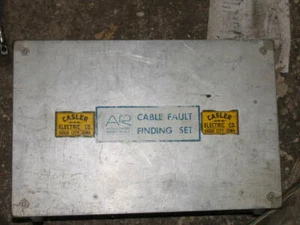 CASLER
ELECTRIC CO.
AR
CABLE FAULT
FINDING SET
CASLER
ELECTRIC CO.